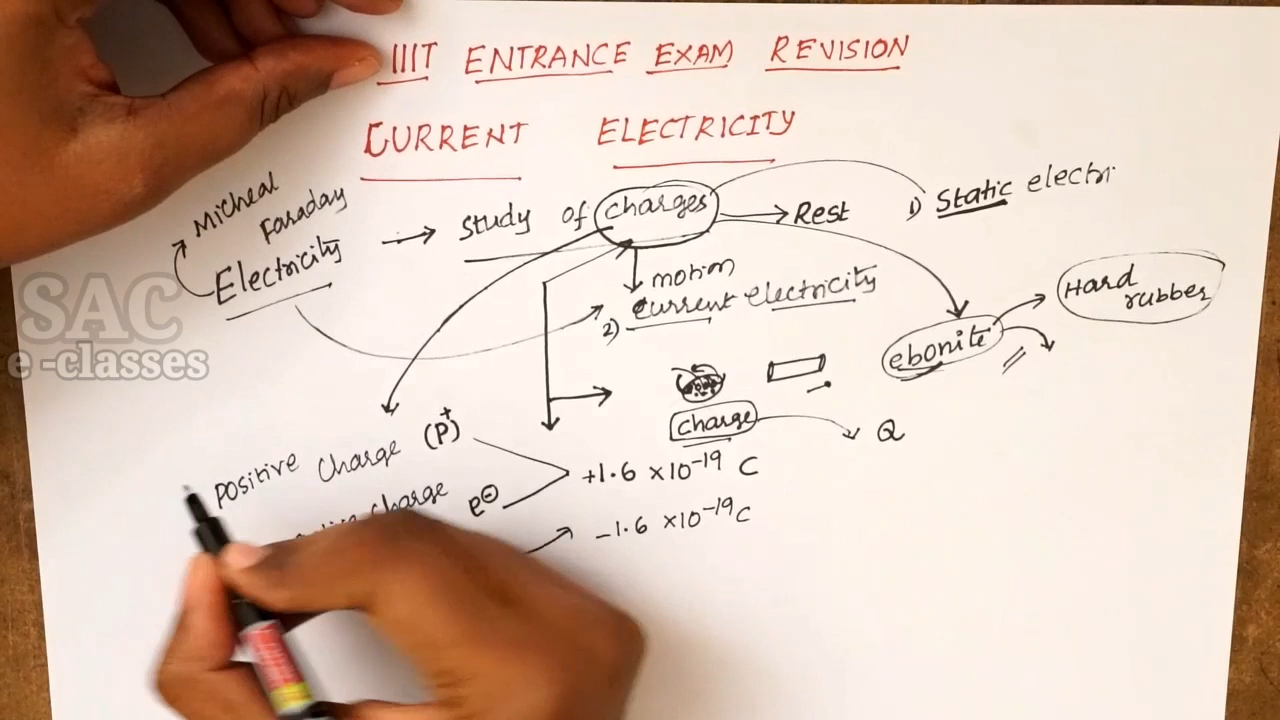 IIIT ENTRANCE EXAM REVISION
CURRENT ELECTRICITY
Micheal
Faraday
Electricity
study of charges
Rest
1) Static electri
motion
2) Current electricity
ebonite
Hard
rubber
SAC
e-classes
charge
Q
positive charge (P⁺)
charge e⊖
+1.6 ×10⁻¹⁹ C
-1.6 ×10⁻¹⁹ C